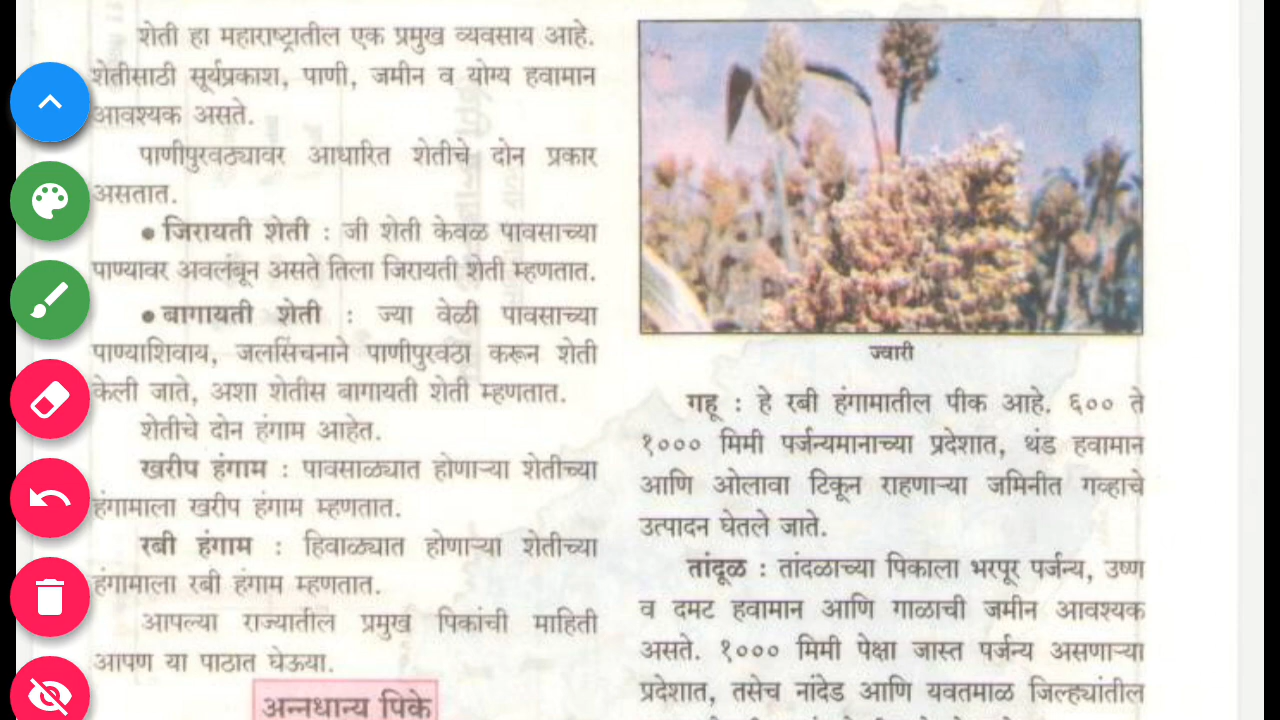 शेती हा महाराष्ट्रातील एक प्रमुख व्यवसाय आहे.
शेतीसाठी सूर्यप्रकाश, पाणी, जमीन व योग्य हवामान
आवश्यक असते.
पाणीपुरवठ्यावर आधारित शेतीचे दोन प्रकार
असतात.
● जिरायती शेती : जी शेती केवळ पावसाच्या
पाण्यावर अवलंबून असते तिला जिरायती शेती म्हणतात.
● बागायती शेती : ज्या वेळी पावसाच्या
पाण्याशिवाय, जलसिंचनाने पाणीपुरवठा करून शेती
केली जाते, अशा शेतीस बागायती शेती म्हणतात.
शेतीचे दोन हंगाम आहेत.
खरीप हंगाम : पावसाळ्यात होणाऱ्या शेतीच्या
हंगामाला खरीप हंगाम म्हणतात.
रबी हंगाम : हिवाळ्यात होणाऱ्या शेतीच्या
हंगामाला रबी हंगाम म्हणतात.
आपल्या राज्यातील प्रमुख पिकांची माहिती
आपण या पाठात घेऊया.
अन्नधान्य पिके
ज्वारी
गहू : हे रबी हंगामातील पीक आहे. ६०० ते
१००० मिमी पर्जन्यमानाच्या प्रदेशात, थंड हवामान
आणि ओलावा टिकून राहणाऱ्या जमिनीत गव्हाचे
उत्पादन घेतले जाते.
तांदूळ : तांदळाच्या पिकाला भरपूर पर्जन्य, उष्ण
व दमट हवामान आणि गाळाची जमीन आवश्यक
असते. १००० मिमी पेक्षा जास्त पर्जन्य असणाऱ्या
प्रदेशात, तसेच नांदेड आणि यवतमाळ जिल्ह्यांतील